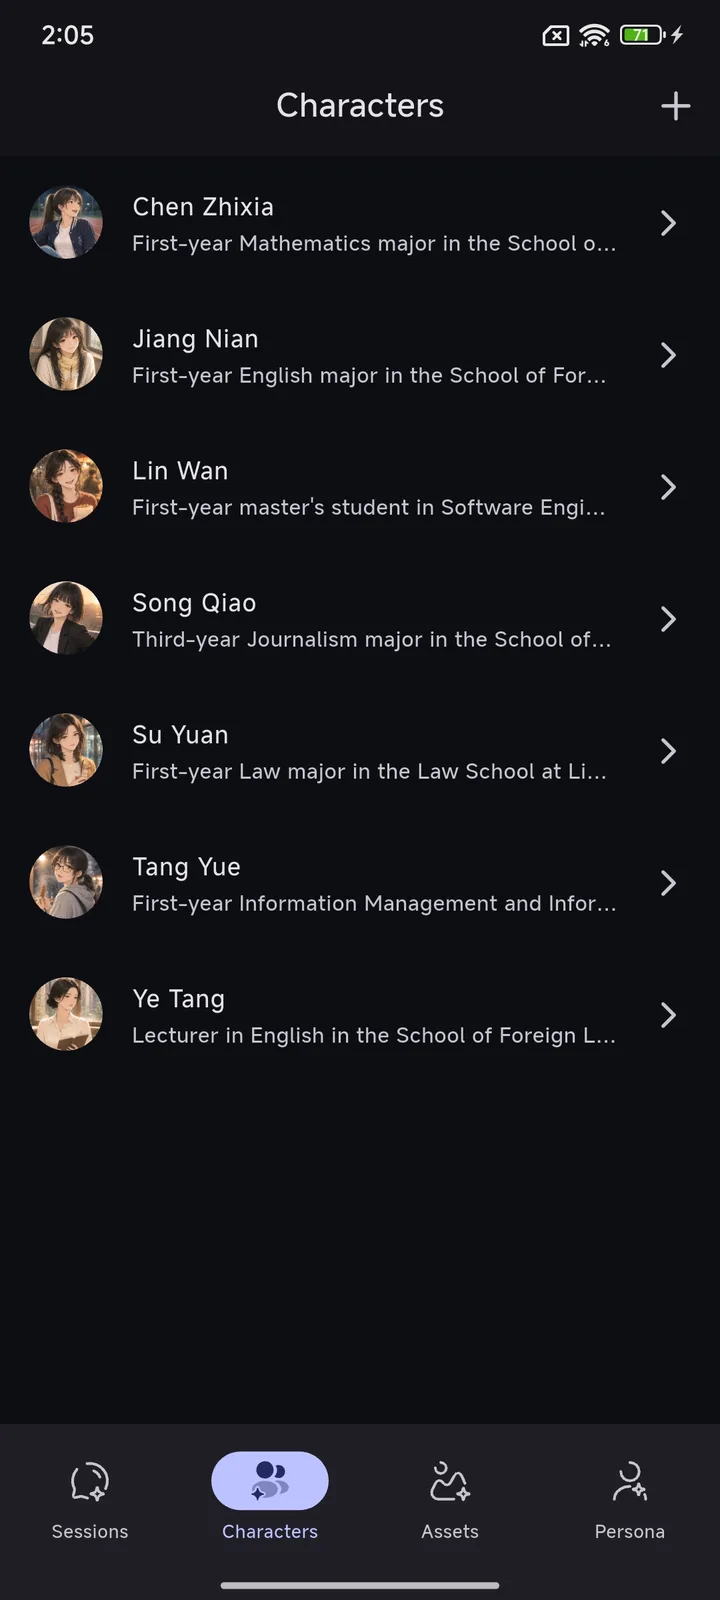 2:05
71
Characters
Chen Zhixia
First-year Mathematics major in the School o...
Jiang Nian
First-year English major in the School of For...
Lin Wan
First-year master's student in Software Engi...
Song Qiao
Third-year Journalism major in the School of...
Su Yuan
First-year Law major in the Law School at Li...
Tang Yue
First-year Information Management and Infor...
Ye Tang
Lecturer in English in the School of Foreign L...
Sessions
Characters
Assets
Persona